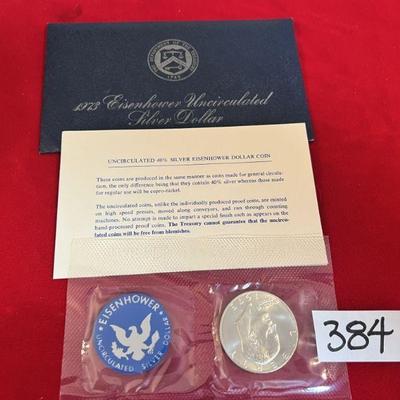 DEPARTMENT OF THE TREASURY
1789
1973 Eisenhower Uncirculated
Silver Dollar
UNCIRCULATED 40% SILVER EISENHOWER DOLLAR COIN
These coins are produced in the same manner as coins made for general circula-
tion, the only difference being that they contain 40% silver whereas those made
for regular use will be cupro-nickel.
The uncirculated coins, unlike the individually produced proof coins, are minted
on high speed presses, moved along conveyors, and run through counting
machines. No attempt is made to impart a special finish such as appears on the
hand-processed proof coins. The Treasury cannot guarantee that the uncircu-
lated coins will be free from blemishes.
EISENHOWER
UNCIRCULATED SILVER DOLLAR
384